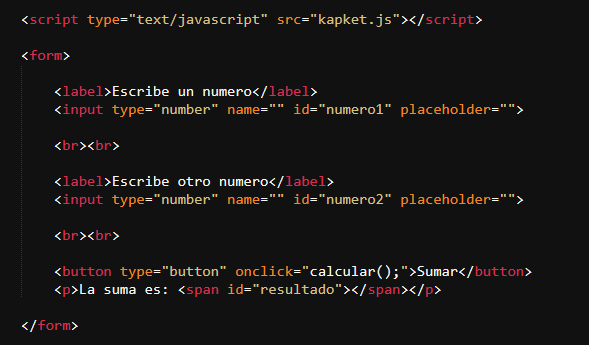 <script type="text/javascript" src="kapket.js"></script>
<form>
<label>Escribe un numero</label>
<input type="number" name="" id="numero1" placeholder="">
<br><br>
<label>Escribe otro numero</label>
<input type="number" name="" id="numero2" placeholder="">
<br><br>
<button type="button" onclick="calcular();">Sumar</button>
<p>La suma es: <span id="resultado"></span></p>
</form>